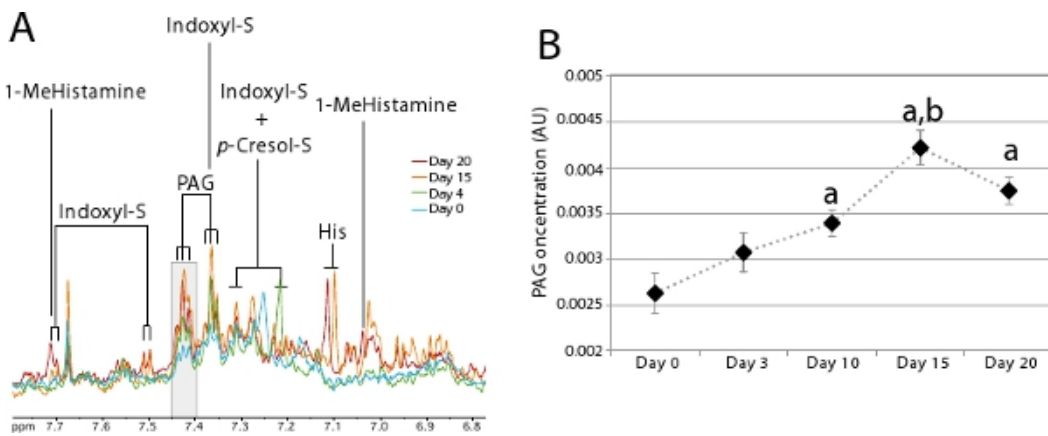 A
Indoxyl-S
1-MeHistamine
Indoxyl-S
+
p-Cresol-S
1-MeHistamine
Day 20
Day 15
Day 4
Day 0
PAG
Indoxyl-S
His
ppm 7.7 7.6 7.5 7.4 7.3 7.2 7.1 7.0 6.9 6.8
B
PAG oncentration (AU)
0.005
0.0045
0.004
0.0035
0.003
0.0025
0.002
a
a,b
a
Day 0 Day 3 Day 10 Day 15 Day 20